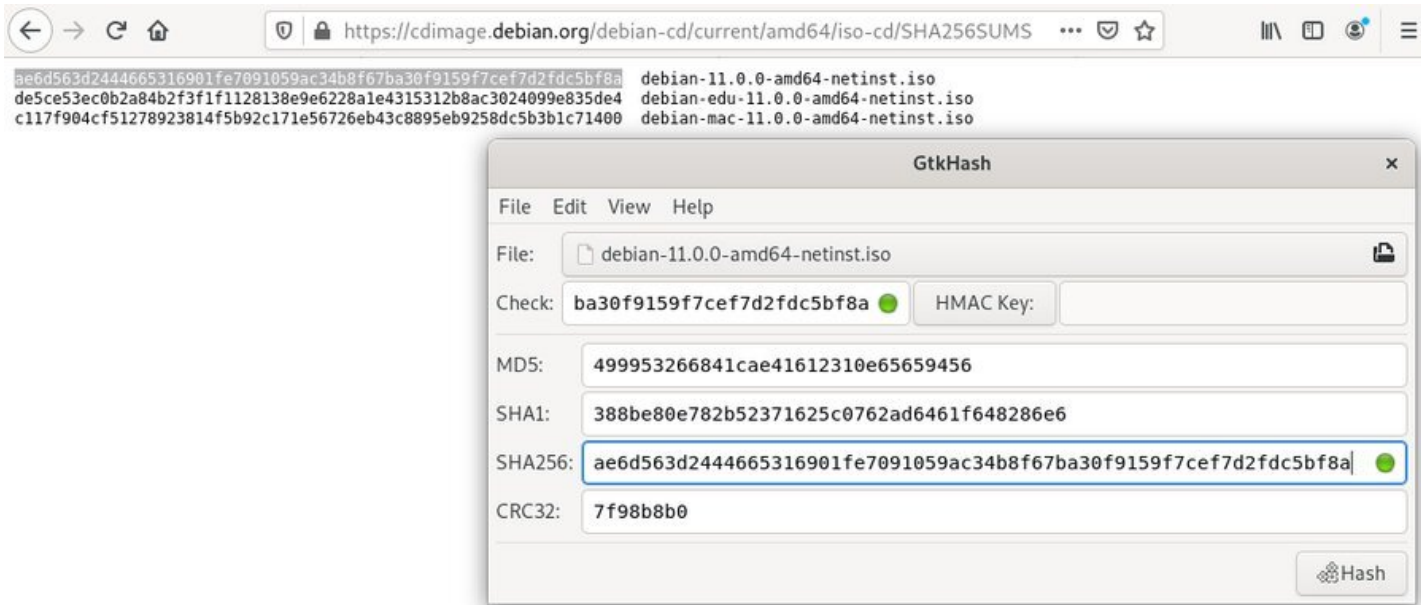 https://cdimage.debian.org/debian-cd/current/amd64/iso-cd/SHA256SUMS
ae6d563d2444665316901fe7091059ac34b8f67ba30f9159f7cef7d2fdc5bf8a debian-11.0.0-amd64-netinst.iso
de5ce53ec0b2a84b2f3f1f1128138e9e6228a1e4315312b8ac3024099e835de4 debian-edu-11.0.0-amd64-netinst.iso
c117f904cf51278923814f5b92c171e56726eb43c8895eb9258dc5b3b1c71400 debian-mac-11.0.0-amd64-netinst.iso
GtkHash
File Edit View Help
File: debian-11.0.0-amd64-netinst.iso
Check: ba30f9159f7cef7d2fdc5bf8a HMAC Key:
MD5: 499953266841cae41612310e65659456
SHA1: 388be80e782b52371625c0762ad6461f648286e6
SHA256: ae6d563d2444665316901fe7091059ac34b8f67ba30f9159f7cef7d2fdc5bf8a
CRC32: 7f98b8b0
Hash